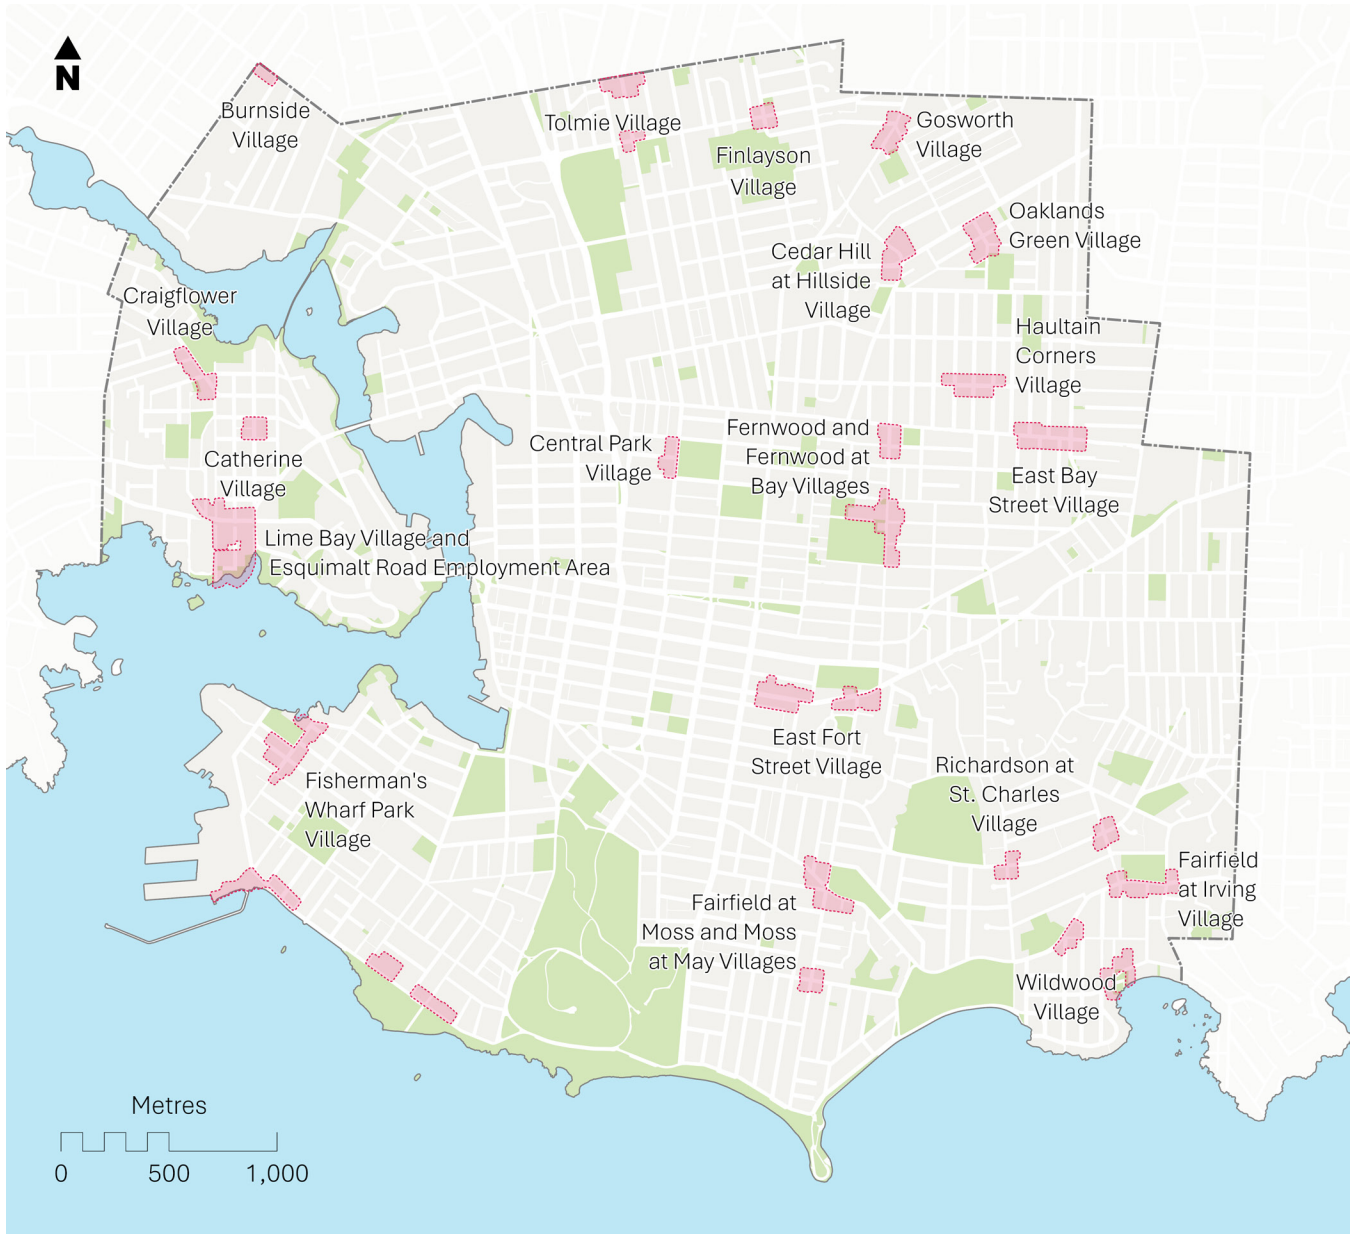 N
Burnside
Village
Tolmie Village
Finlayson
Village
Gosworth
Village
Oaklands
Green Village
Cedar Hill
at Hillside
Village
Craigflower
Village
Haultain
Corners
Village
Central Park
Village
Fernwood and
Fernwood at
Bay Villages
Catherine
Village
East Bay
Street Village
Lime Bay Village and
Esquimalt Road Employment Area
East Fort
Street Village
Richardson at
St. Charles
Village
Fisherman's
Wharf Park
Village
Fairfield
at Irving
Village
Fairfield at
Moss and Moss
at May Villages
Wildwood
Village
Metres
0 500 1,000